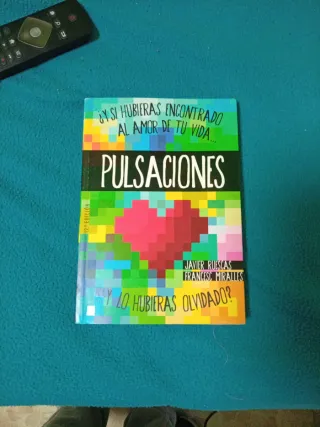 ¿Y SI HUBIERAS ENCONTRADO
AL AMOR DE TU VIDA...
PULSACIONES
JAVIER RUESCAS
FRANCESC MIRALLES
¿Y LO HUBIERAS OLVIDADO?